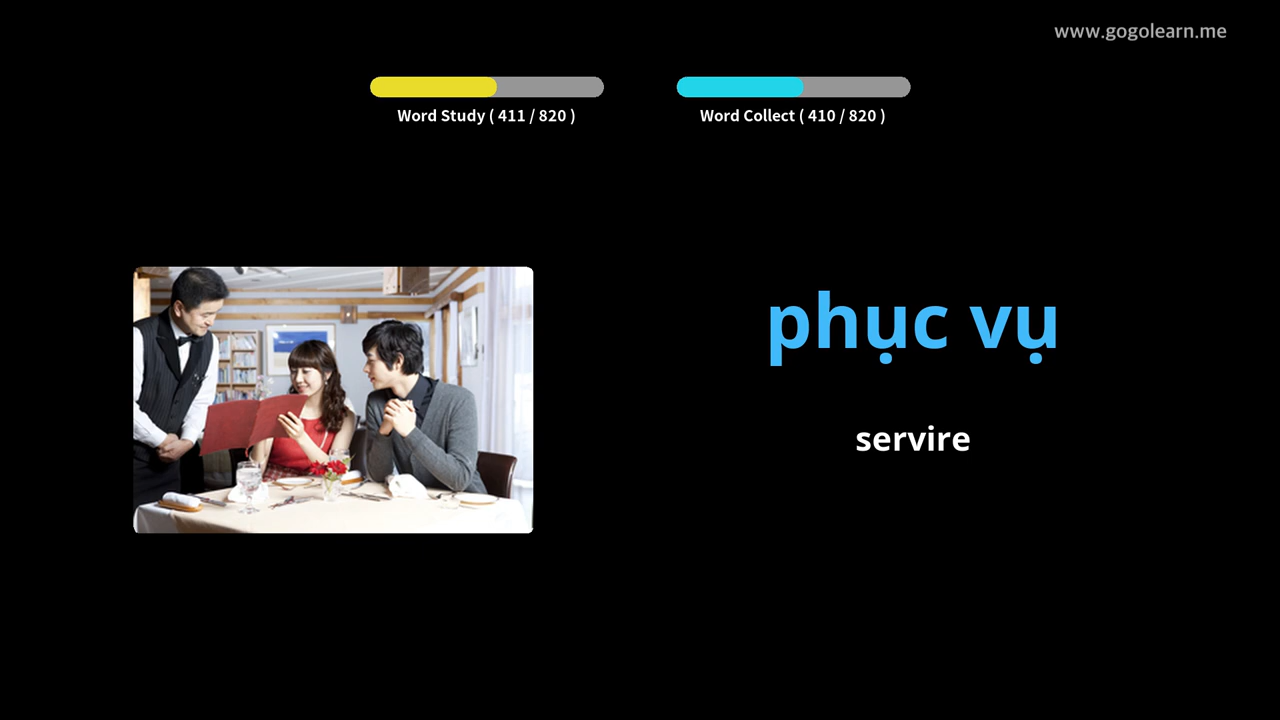 www.gogolearn.me
Word Study ( 411 / 820 )
Word Collect ( 410 / 820 )
phục vụ
servire